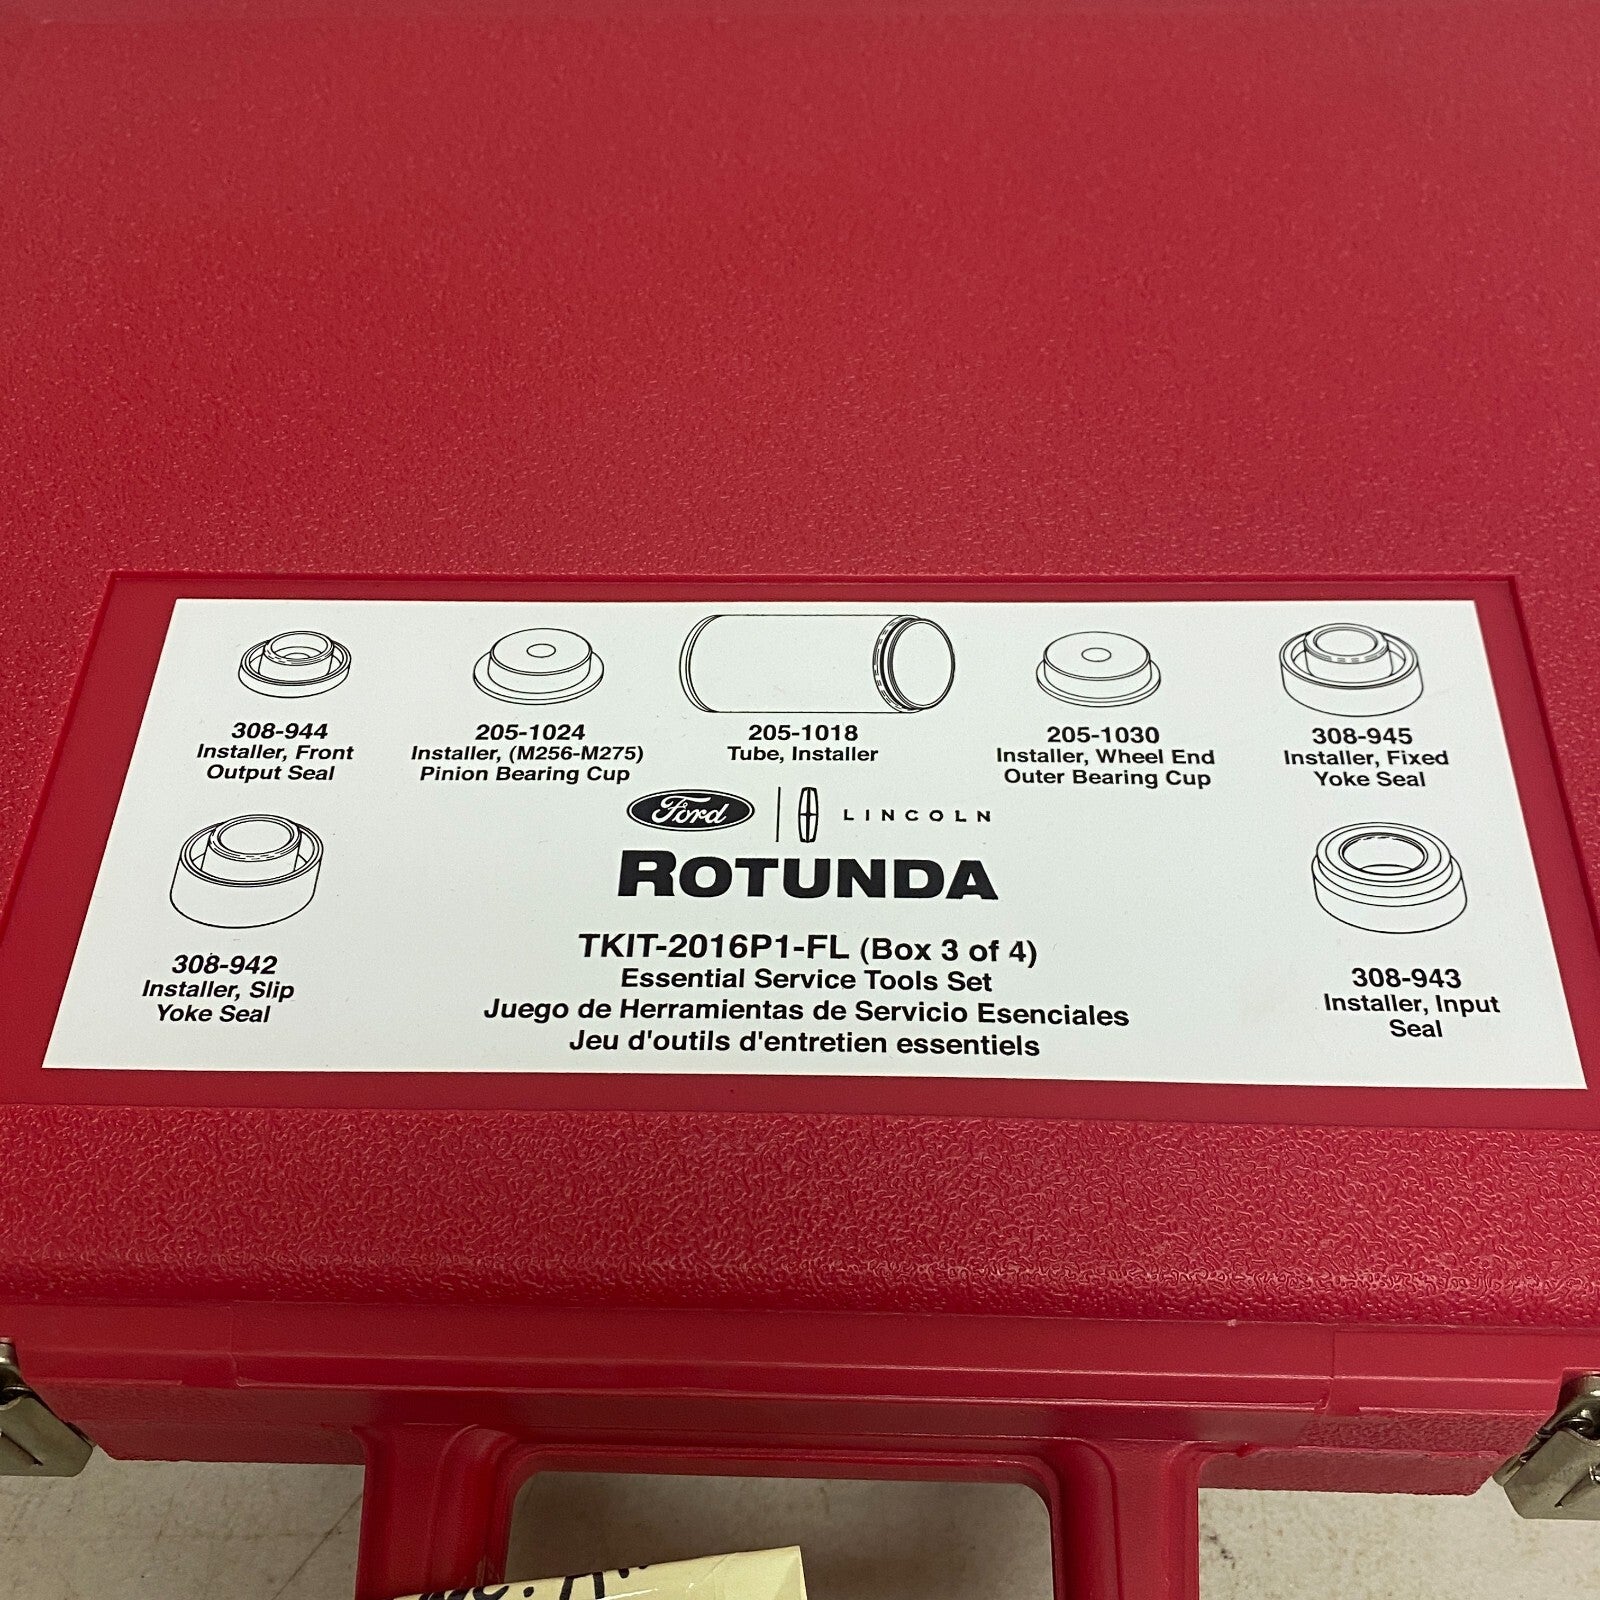 308-944
Installer, Front
Output Seal
205-1024
Installer, (M256-M275)
Pinion Bearing Cup
205-1018
Tube, Installer
205-1030
Installer, Wheel End
Outer Bearing Cup
308-945
Installer, Fixed
Yoke Seal
Ford
LINCOLN
ROTUNDA
308-942
Installer, Slip
Yoke Seal
TKIT-2016P1-FL (Box 3 of 4)
Essential Service Tools Set
Juego de Herramientas de Servicio Esenciales
Jeu d'outils d'entretien essentiels
308-943
Installer, Input
Seal